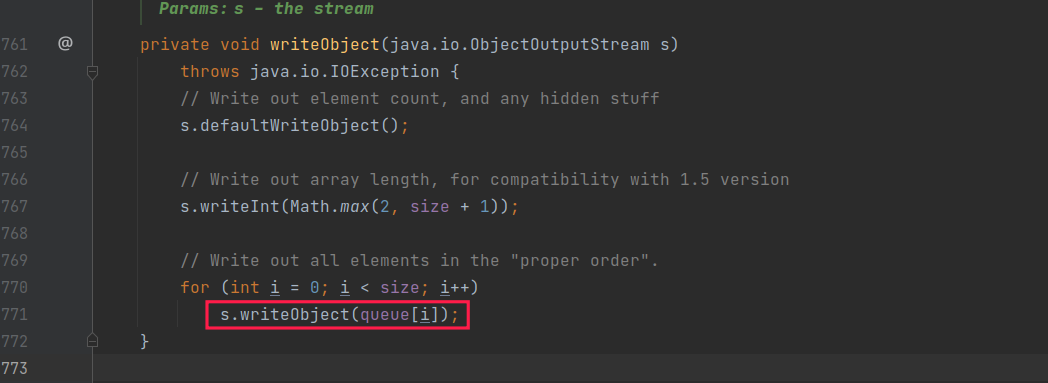 Params: s – the stream
761 @ private void writeObject(java.io.ObjectOutputStream s)
762 throws java.io.IOException {
763 // Write out element count, and any hidden stuff
764 s.defaultWriteObject();
765
766 // Write out array length, for compatibility with 1.5 version
767 s.writeInt(Math.max(2, size + 1));
768
769 // Write out all elements in the "proper order".
770 for (int i = 0; i < size; i++)
771 s.writeObject(queue[i]);
772 }
773